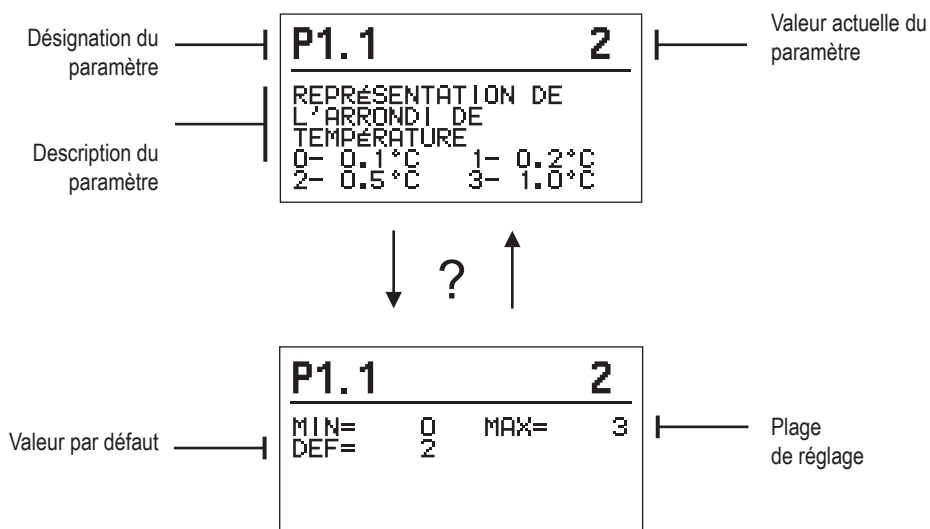 Désignation du
paramètre
P1.1 2
Valeur actuelle du
paramètre
Description du
paramètre
REPRéSENTATION DE
L'ARRONDI DE
TEMPéRATURE
0- 0.1°C 1- 0.2°C
2- 0.5°C 3- 1.0°C
?
P1.1 2
Valeur par défaut
MIN= 0 MAX= 3
DEF= 2
Plage
de réglage